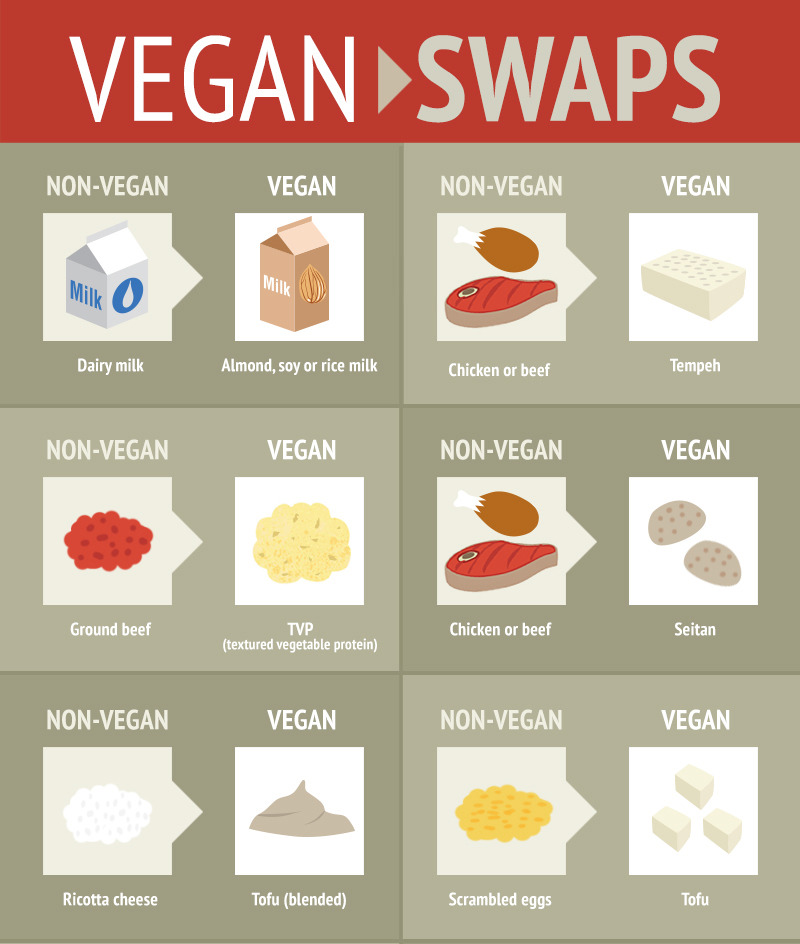 VEGAN SWAPS
NON-VEGAN VEGAN
Milk Milk
Dairy milk Almond, soy or rice milk
NON-VEGAN VEGAN
Chicken or beef Tempeh
NON-VEGAN VEGAN
Ground beef TVP
(textured vegetable protein)
NON-VEGAN VEGAN
Chicken or beef Seitan
NON-VEGAN VEGAN
Ricotta cheese Tofu (blended)
NON-VEGAN VEGAN
Scrambled eggs Tofu